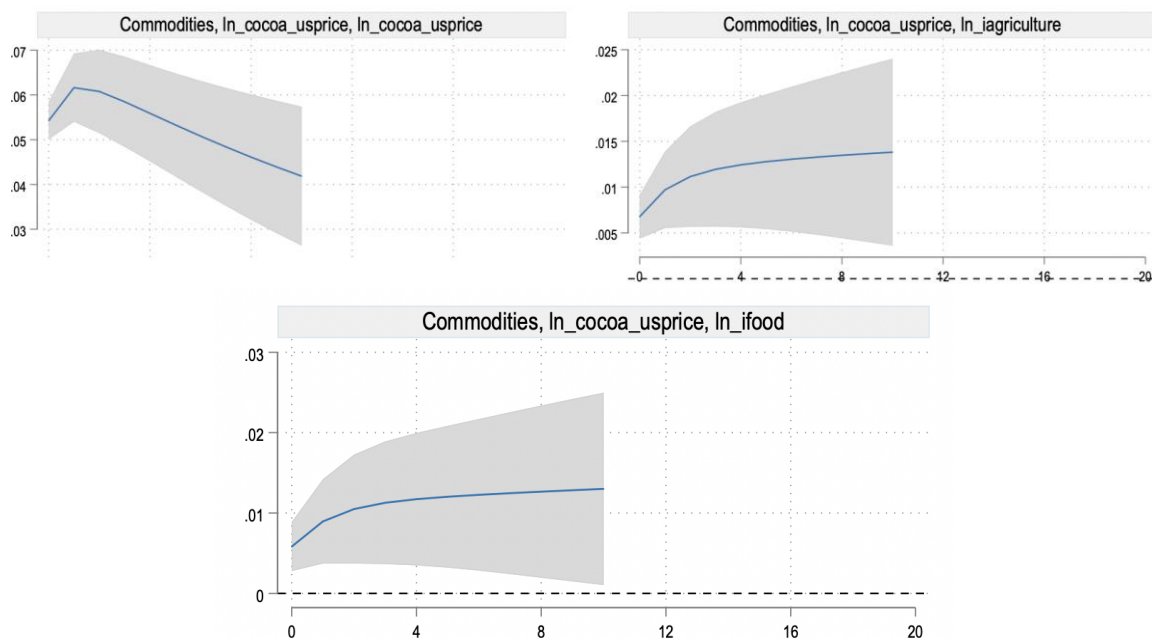 Commodities, ln_cocoa_usprice, ln_cocoa_usprice
.07
.06
.05
.04
.03
Commodities, ln_cocoa_usprice, ln_iagriculture
.025
.02
.015
.01
.005
0 4 8 12 16 20
Commodities, ln_cocoa_usprice, ln_ifood
.03
.02
.01
0
0 4 8 12 16 20